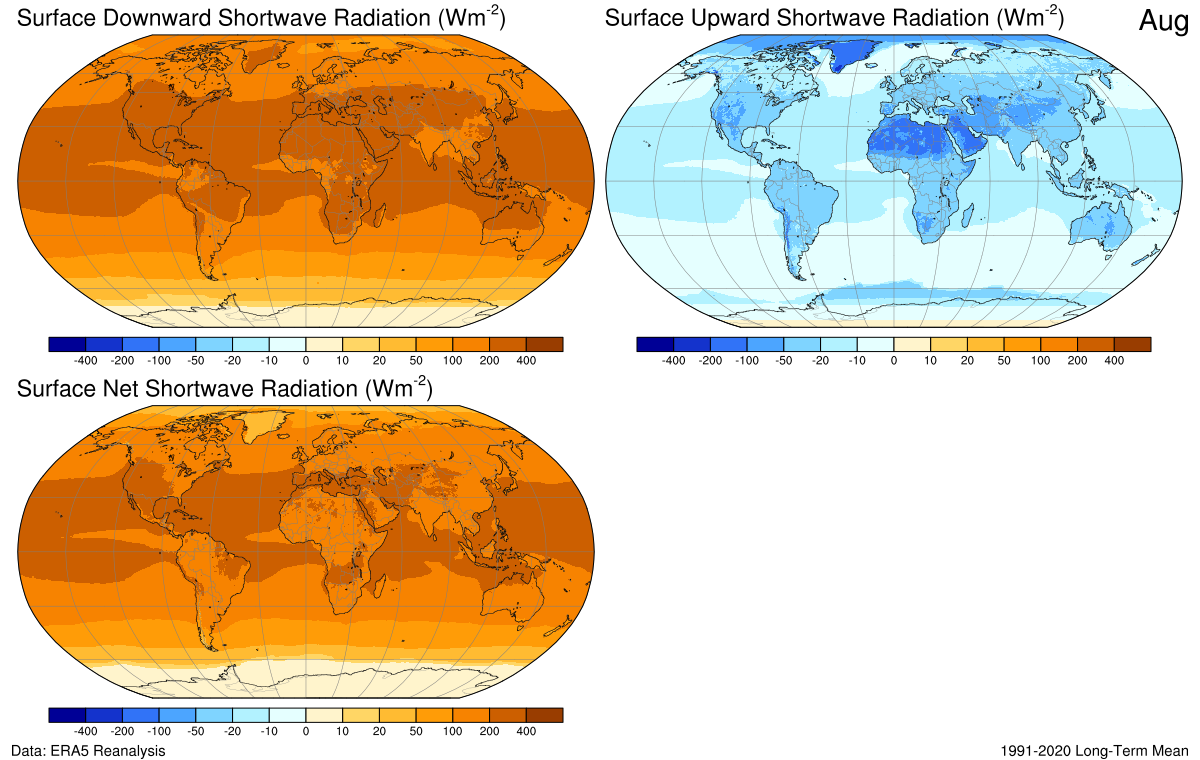 Surface Downward Shortwave Radiation (Wm-2)
Surface Upward Shortwave Radiation (Wm-2)
Aug
-400 -200 -100 -50 -20 -10 0 10 20 50 100 200 400
-400 -200 -100 -50 -20 -10 0 10 20 50 100 200 400
Surface Net Shortwave Radiation (Wm-2)
-400 -200 -100 -50 -20 -10 0 10 20 50 100 200 400
Data: ERA5 Reanalysis
1991-2020 Long-Term Mean